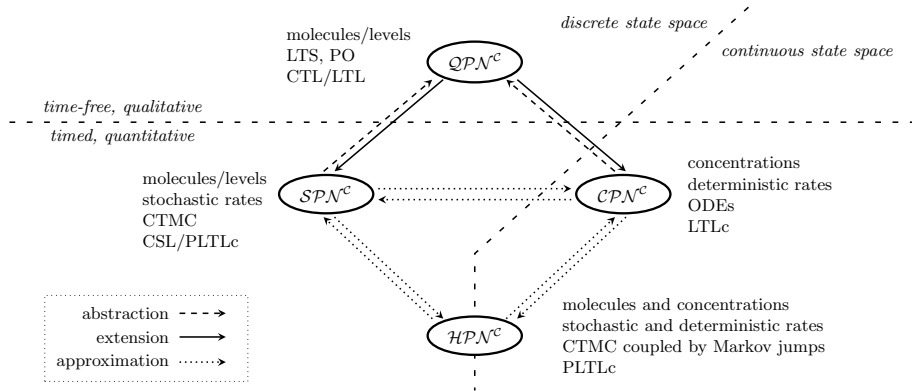 discrete state space
continuous state space
molecules/levels
LTS, PO
CTL/LTL
𝒬𝒫𝒩^𝒞
time-free, qualitative
timed, quantitative
molecules/levels
stochastic rates
CTMC
CSL/PLTLc
𝒮𝒫𝒩^𝒞
𝒞𝒫𝒩^𝒞
concentrations
deterministic rates
ODEs
LTLc
abstraction
extension
approximation
ℋ𝒫𝒩^𝒞
molecules and concentrations
stochastic and deterministic rates
CTMC coupled by Markov jumps
PLTLc